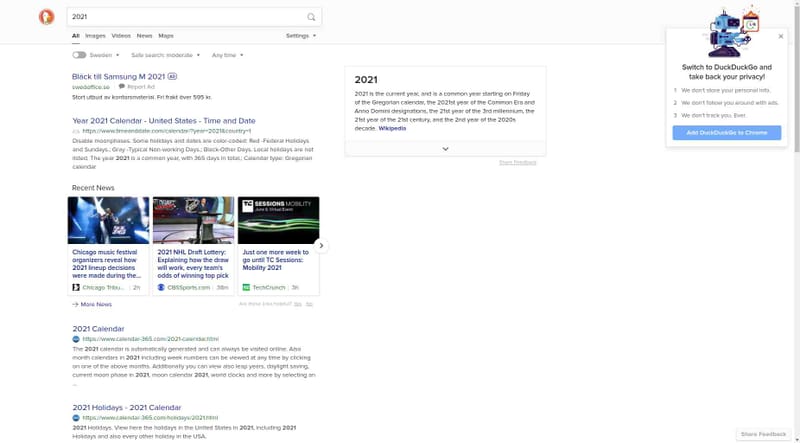 2021
All Images Videos News Maps Settings
Sweden Safe search: moderate Any time
Bläck till Samsung M 2021 Ad
swedoffice.se Report Ad
Stort utbud av kontorsmaterial. Fri frakt över 595 kr.
Year 2021 Calendar - United States - Time and Date
https://www.timeanddate.com/calendar/?year=2021&country=1
Disable moonphases. Some holidays and dates are color-coded: Red -Federal Holidays
and Sundays.; Gray -Typical Non-working Days.; Black-Other Days. Local holidays are not
listed. The year 2021 is a common year, with 365 days in total.; Calendar type: Gregorian
calendar
Recent News
Chicago music festival
organizers reveal how
2021 lineup decisions
were made during the...
Chicago Tribu... 2h
2021 NHL Draft Lottery:
Explaining how the draw
will work, every team's
odds of winning top pick
CBSSports.com 38m
TC SESSIONS MOBILITY
June 9, Virtual Event
Just one more week to
go until TC Sessions:
Mobility 2021
TechCrunch 3h
More News
Are these links helpful? Yes No
2021 Calendar
https://www.calendar-365.com/2021-calendar.html
The 2021 calendar is automatically generated and can always be visited online. Also
month calendars in 2021 including week numbers can be viewed at any time by clicking
on one of the above months. Additionally you can view also leap years, daylight saving,
current moon phase in 2021, moon calendar 2021, world clocks and more by selecting an
...
2021 Holidays - 2021 Calendar
https://www.calendar-365.com/holidays/2021.html
2021 Holidays. View here the holidays in the United States in 2021, including 2021
Holidays and also every other holiday in the USA.
2021
2021 is the current year, and is a common year starting on Friday
of the Gregorian calendar, the 2021st year of the Common Era and
Anno Domini designations, the 21st year of the 3rd millennium, the
21st year of the 21st century, and the 2nd year of the 2020s
decade. Wikipedia
Share Feedback
Switch to DuckDuckGo and
take back your privacy!
1 We don't store your personal info.
2 We don't follow you around with ads.
3 We don't track you. Ever.
Add DuckDuckGo to Chrome
Share Feedback